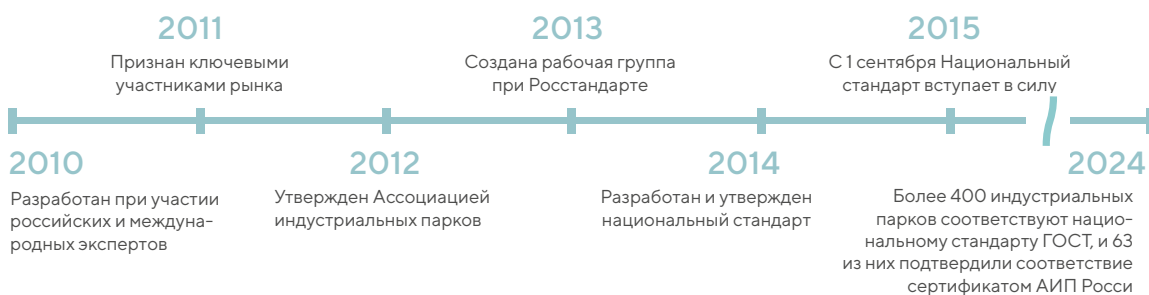 2011
Признан ключевыми
участниками рынка
2013
Создана рабочая группа
при Росстандарте
2015
С 1 сентября Национальный
стандарт вступает в силу
2010
Разработан при участии
российских и междуна-
родных экспертов
2012
Утвержден Ассоциацией
индустриальных парков
2014
Разработан и утвержден
национальный стандарт
2024
Более 400 индустриальных
парков соответствуют нацио-
нальному стандарту ГОСТ, и 63
из них подтвердили соответствие
сертификатом АИП Росси